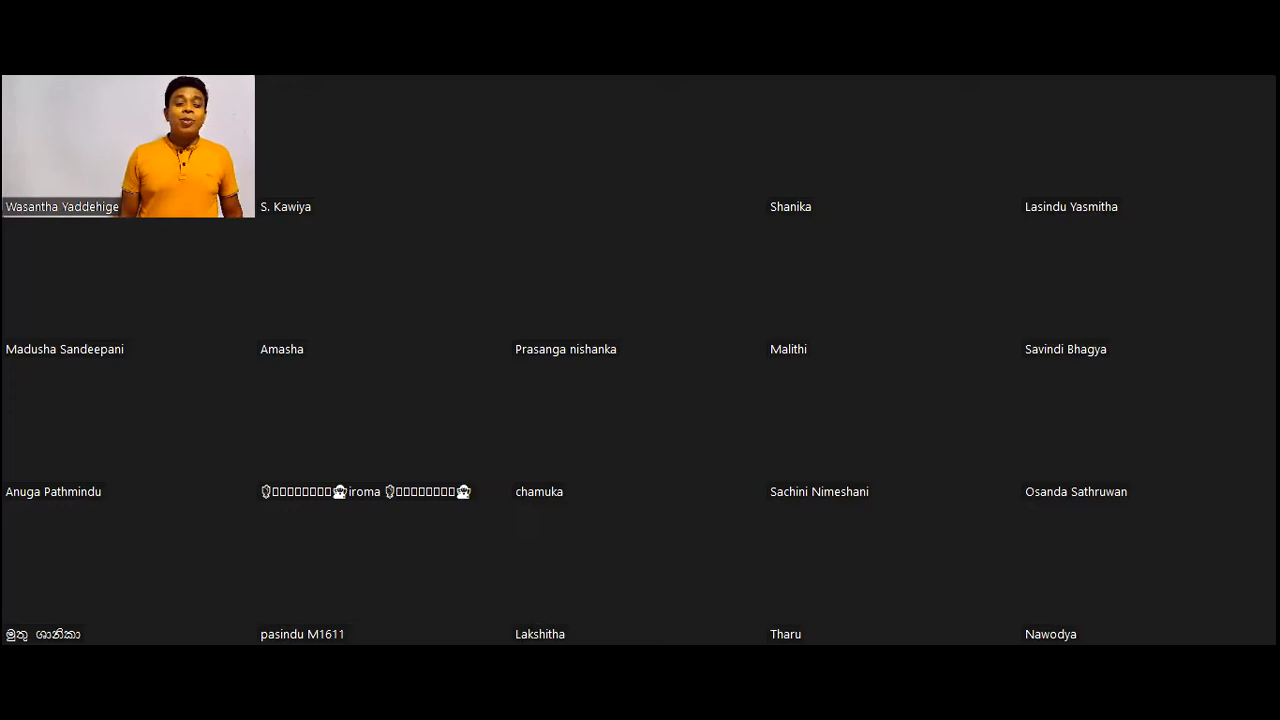 Wasantha Yaddehige
S. Kawiya
Shanika
Lasindu Yasmitha
Madusha Sandeepani
Amasha
Prasanga nishanka
Malithi
Savindi Bhagya
Anuga Pathmindu
iroma
chamuka
Sachini Nimeshani
Osanda Sathruwan
මුතු ශානිකා
pasindu M1611
Lakshitha
Tharu
Nawodya